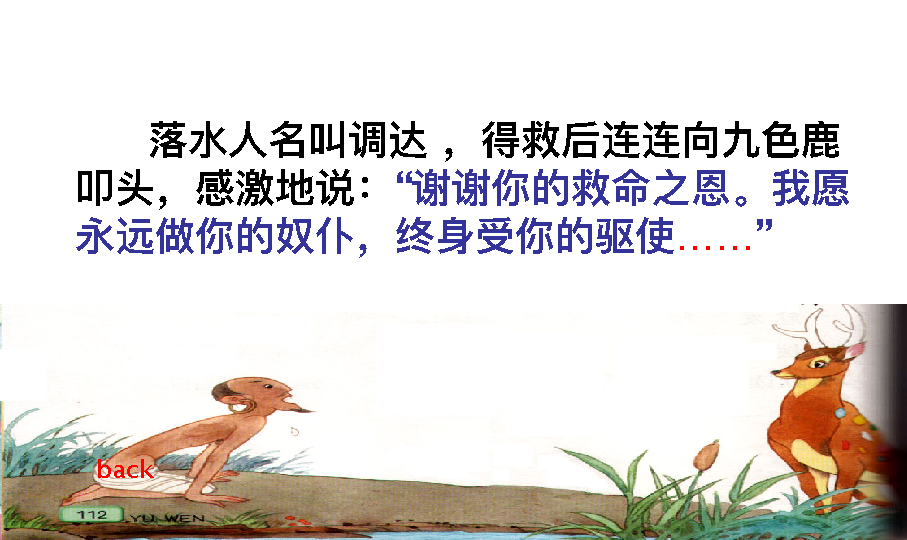 落水人名叫调达 ，得救后连连向九色鹿
叩头，感激地说：“谢谢你的救命之恩。我愿
永远做你的奴仆，终身受你的驱使……”
back
112 YU WEN